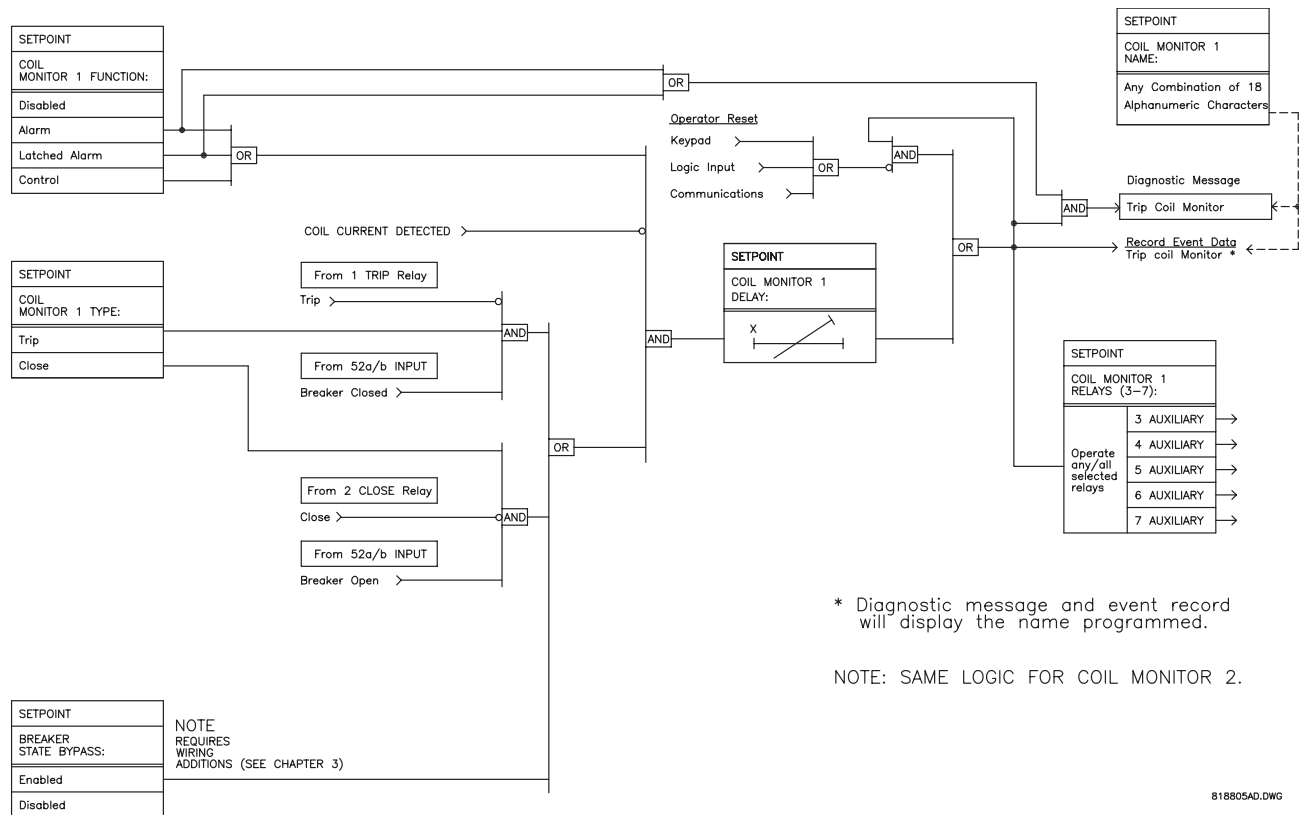 SETPOINT
COIL
MONITOR 1 FUNCTION:
Disabled
Alarm
Latched Alarm
Control
OR
OR
SETPOINT
COIL MONITOR 1
NAME:
Any Combination of 18
Alphanumeric Characters
Operator Reset
Keypad
Logic Input
Communications
OR
AND
Diagnostic Message
AND
Trip Coil Monitor
OR
Record Event Data
Trip coil Monitor *
COIL CURRENT DETECTED
SETPOINT
COIL
MONITOR 1 TYPE:
Trip
Close
From 1 TRIP Relay
Trip
AND
From 52a/b INPUT
Breaker Closed
AND
SETPOINT
COIL MONITOR 1
DELAY:
X
OR
From 2 CLOSE Relay
Close
AND
From 52a/b INPUT
Breaker Open
SETPOINT
COIL MONITOR 1
RELAYS (3-7):
Operate
any/all
selected
relays
3 AUXILIARY
4 AUXILIARY
5 AUXILIARY
6 AUXILIARY
7 AUXILIARY
* Diagnostic message and event record
will display the name programmed.
NOTE: SAME LOGIC FOR COIL MONITOR 2.
SETPOINT
BREAKER
STATE BYPASS:
Enabled
Disabled
NOTE
REQUIRES
WIRING
ADDITIONS (SEE CHAPTER 3)
818805AD.DWG